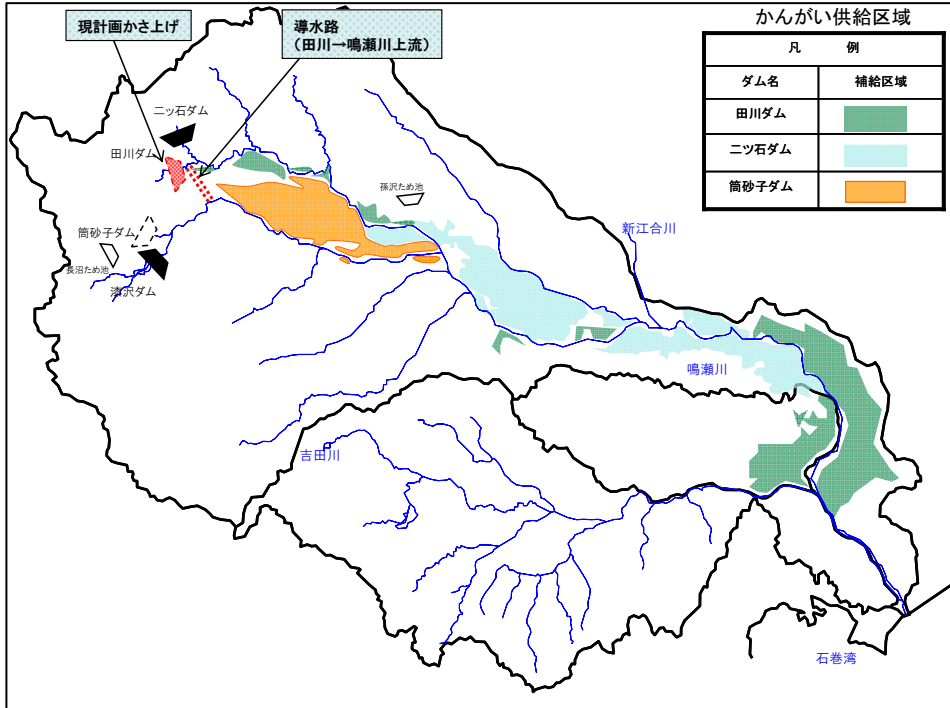 かんがい供給区域
現計画かさ上げ
導水路
（田川→鳴瀬川上流）
凡 例
ダム名 補給区域
田川ダム
二ツ石ダム
筒砂子ダム
二ッ石ダム
田川ダム
孫沢ため池
新江合川
筒砂子ダム
長沼ため池
漆沢ダム
鳴瀬川
吉田川
石巻湾